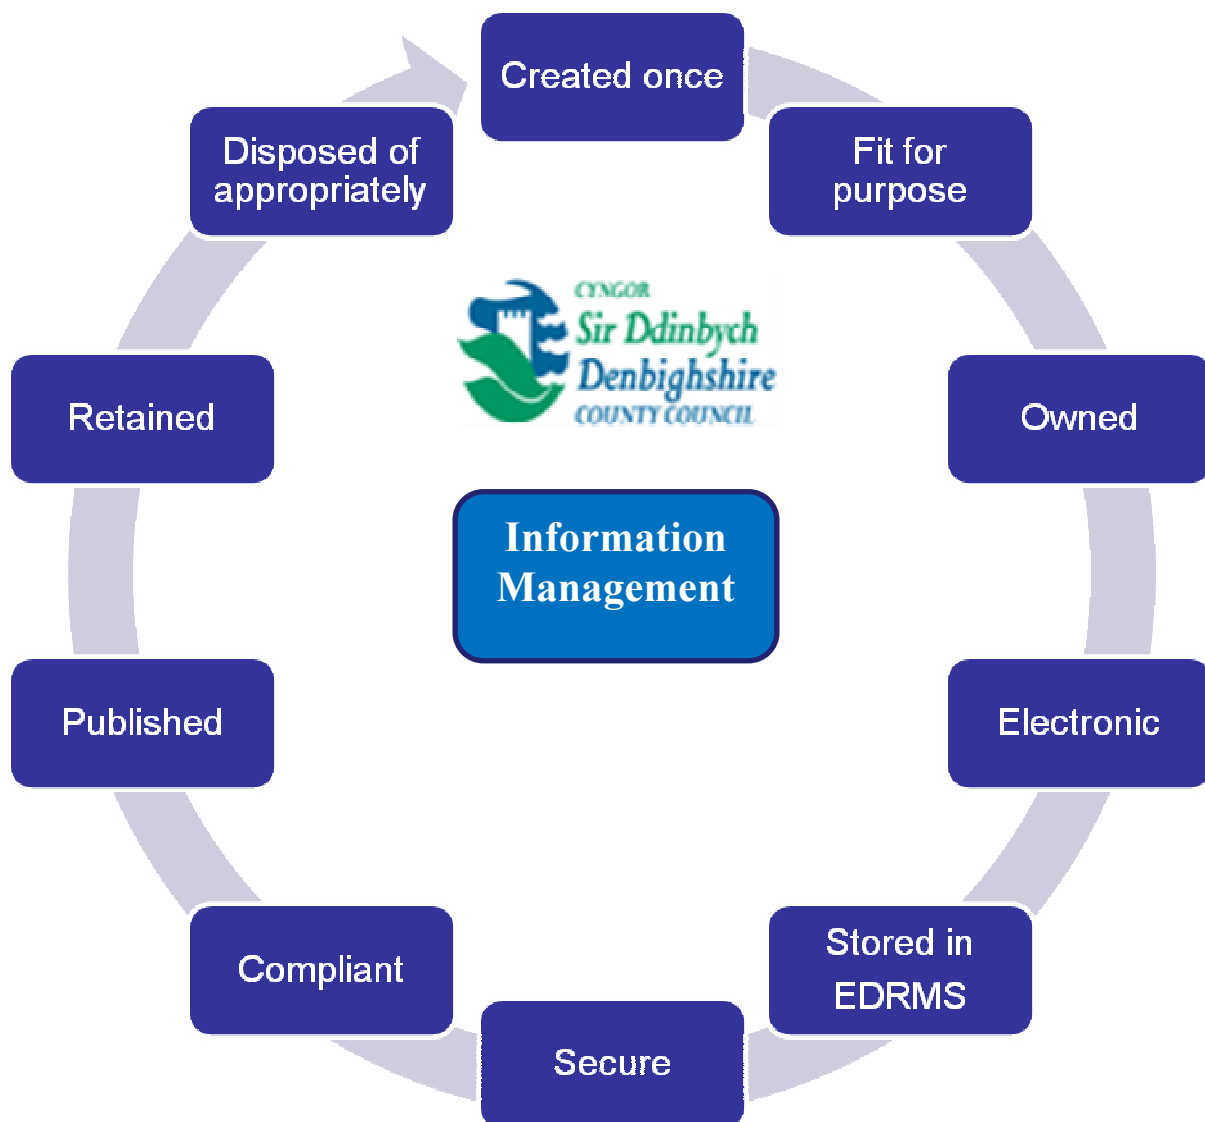 Created once
Fit for
purpose
Owned
Electronic
Stored in
EDRMS
Secure
Compliant
Published
Retained
Disposed of
appropriately
CYNGOR
Sir Ddinbych
Denbighshire
COUNTY COUNCIL
Information
Management